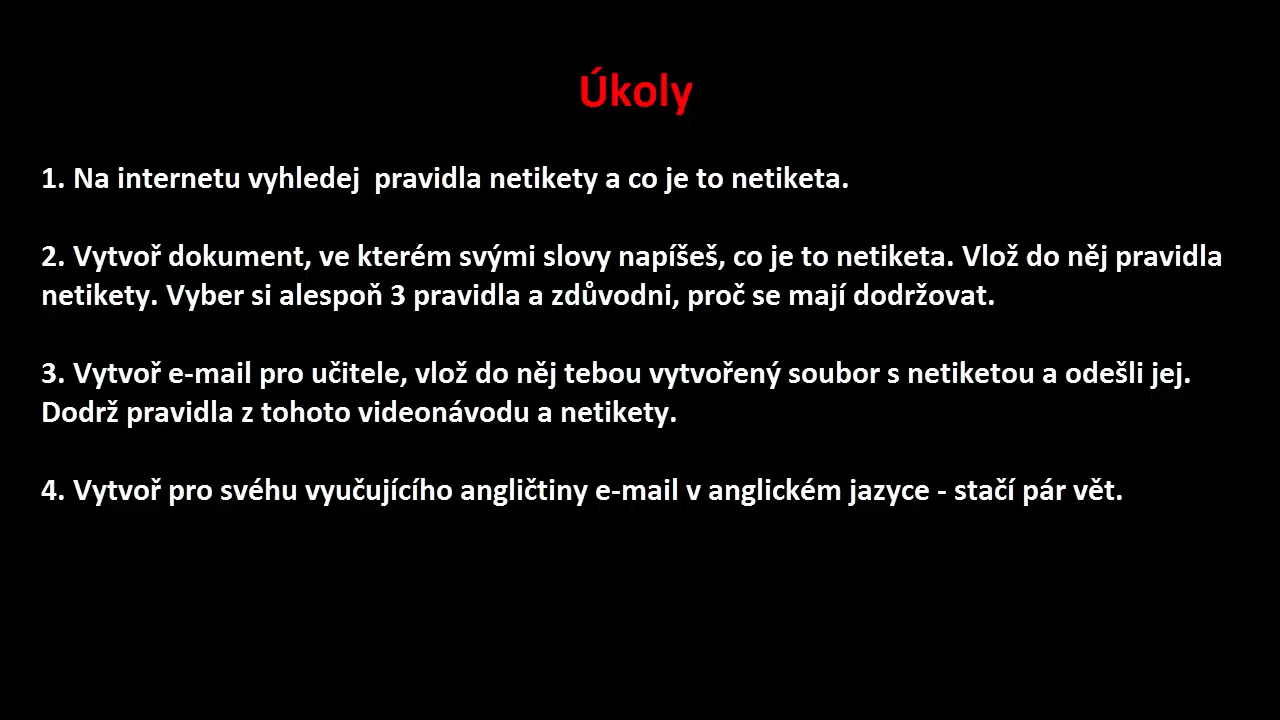 Úkoly
1. Na internetu vyhledej  pravidla netikety a co je to netiketa.
2. Vytvoř dokument, ve kterém svými slovy napíšeš, co je to netiketa. Vlož do něj pravidla
netikety. Vyber si alespoň 3 pravidla a zdůvodni, proč se mají dodržovat.
3. Vytvoř e-mail pro učitele, vlož do něj tebou vytvořený soubor s netiketou a odešli jej.
Dodrž pravidla z tohoto videonávodu a netikety.
4. Vytvoř pro svéhu vyučujícího angličtiny e-mail v anglickém jazyce - stačí pár vět.